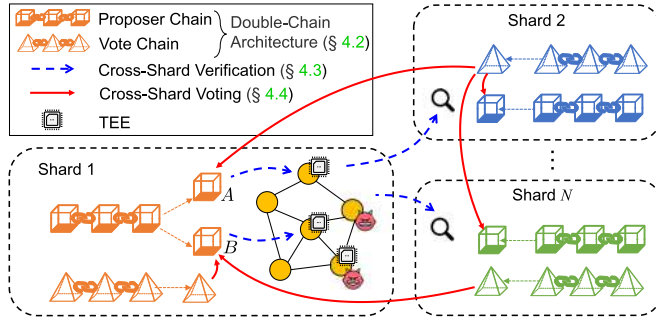 Proposer Chain
Vote Chain
Double-Chain
Architecture (§ 4.2)
Cross-Shard Verification (§ 4.3)
Cross-Shard Voting (§ 4.4)
TEE
Shard 2
Shard 1
A
B
Shard N